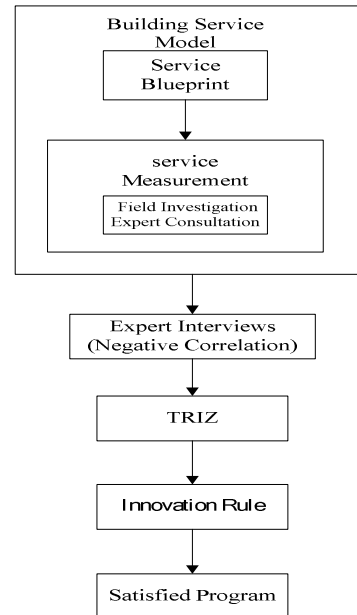 Building Service
Model
Service
Blueprint
service
Measurement
Field Investigation
Expert Consultation
Expert Interviews
(Negative Correlation)
TRIZ
Innovation Rule
Satisfied Program